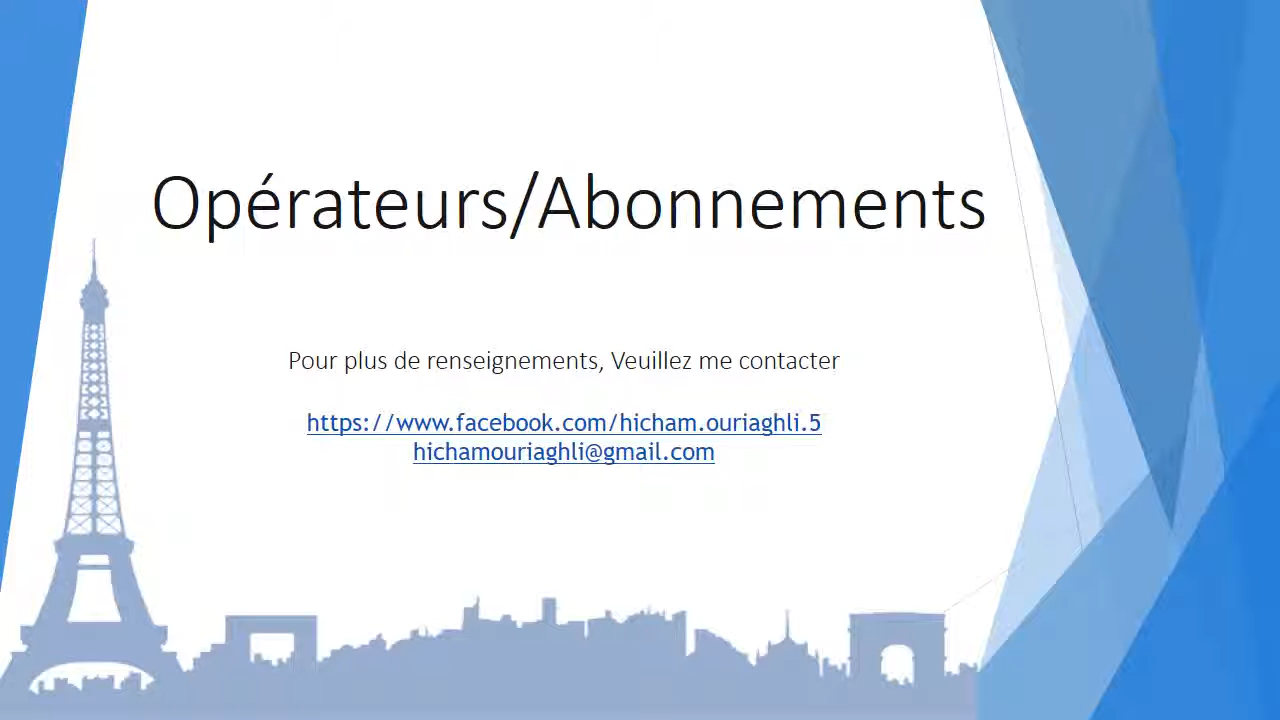 Opérateurs/Abonnements
Pour plus de renseignements, Veuillez me contacter
https://www.facebook.com/hicham.ouriaghli.5
hichamouriaghli@gmail.com